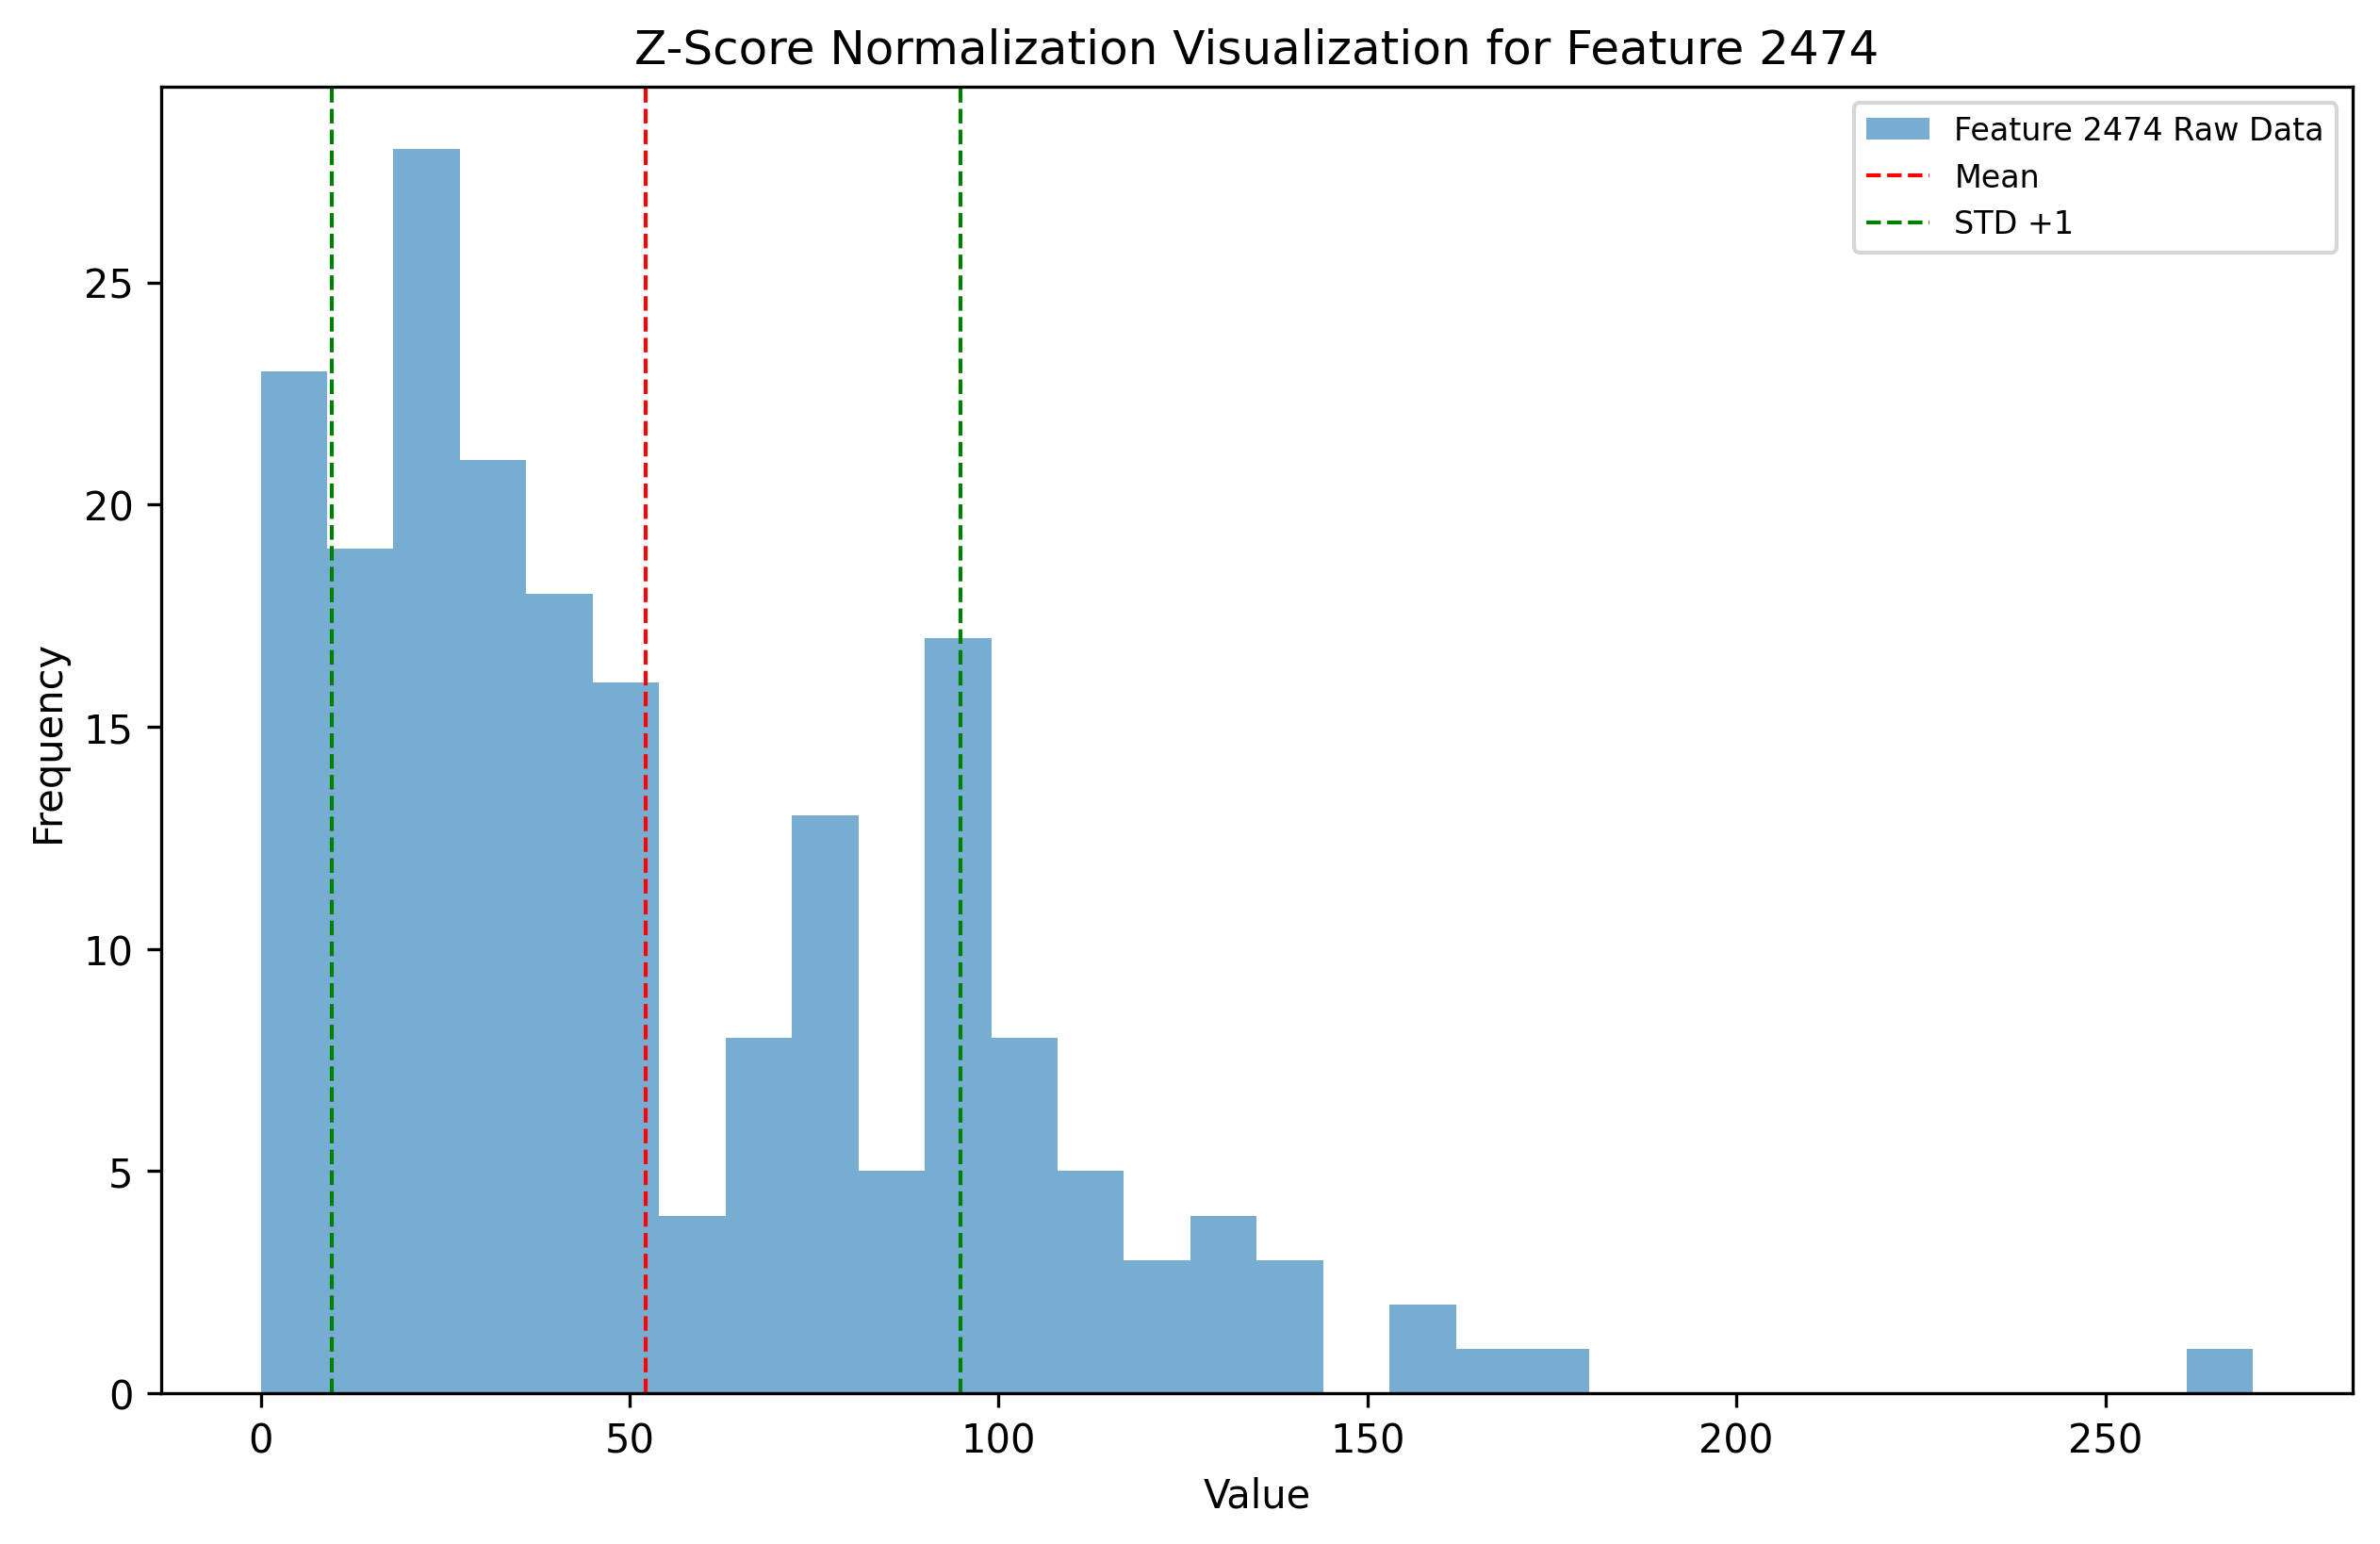 Z-Score Normalization Visualization for Feature 2474
Feature 2474 Raw Data
Mean
STD +1
25
20
15
10
5
0
Frequency
0 50 100 150 200 250
Value